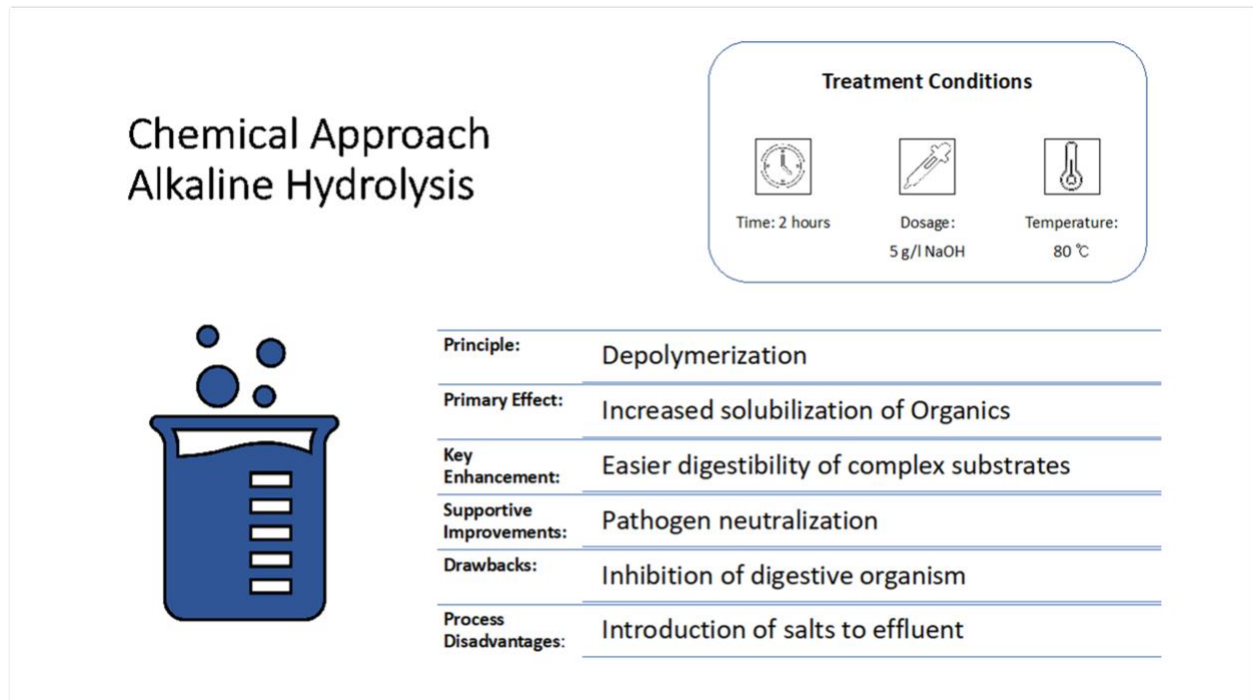 Chemical Approach
Alkaline Hydrolysis
Treatment Conditions
Time: 2 hours
Dosage:
5 g/l NaOH
Temperature:
80 ℃
Principle:
Depolymerization
Primary Effect:
Increased solubilization of Organics
Key
Enhancement:
Easier digestibility of complex substrates
Supportive
Improvements:
Pathogen neutralization
Drawbacks:
Inhibition of digestive organism
Process
Disadvantages:
Introduction of salts to effluent